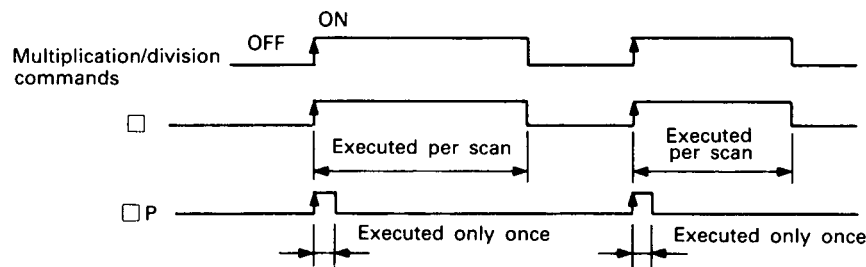 ON
OFF
Multiplication/division
commands
□
Executed per scan
Executed
per scan
□ P
Executed only once
Executed only once